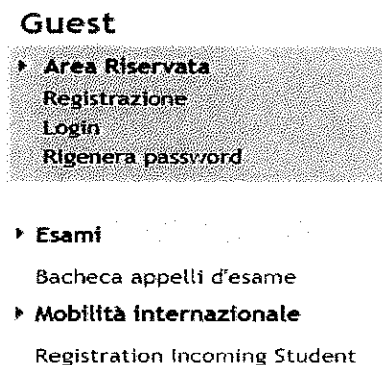 Guest
Area Riservata
Registrazione
Login
Rigenera password
Esami
Bacheca appelli d'esame
Mobilità internazionale
Registration Incoming Student